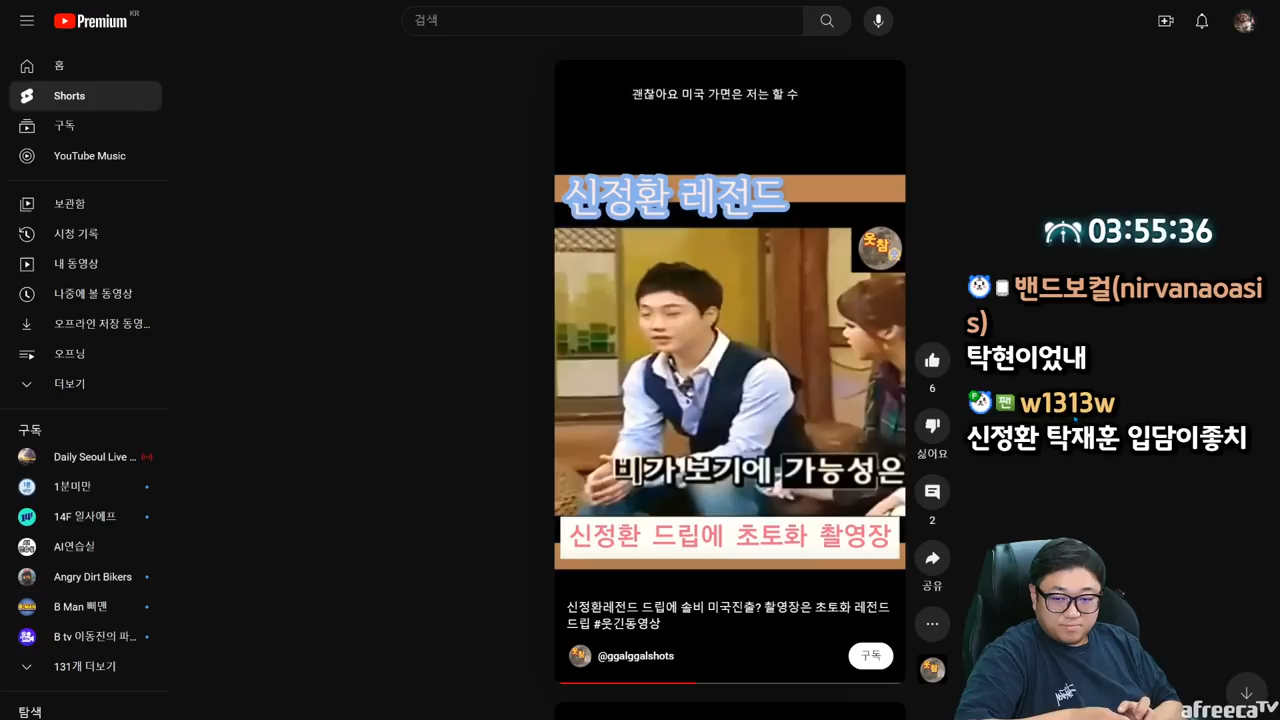 Premium KR
검색
홈
Shorts
구독
YouTube Music
보관함
시청 기록
내 동영상
나중에 볼 동영상
오프라인 저장 동영...
오프닝
더보기
구독
Daily Seoul Live ...
1분미만
14F 일사에프
AI연습실
Angry Dirt Bikers
B Man 삐맨
B tv 이동진의 파...
131개 더보기
탐색
괜찮아요 미국 가면은 저는 할 수
신정환 레전드
웃참
비가 보기에 가능성은
신정환 드립에 초토화 촬영장
신정환레전드 드립에 솔비 미국진출? 촬영장은 초토화 레전드
드립 #웃긴동영상
@ggalggalshots
구독
6
싫어요
2
공유
웃참
03:55:36
밴드보컬(nirvanaoasi
s)
탁현이었내
팬 w1313w
신정환 탁재훈 입담이좋치
afreecaTV